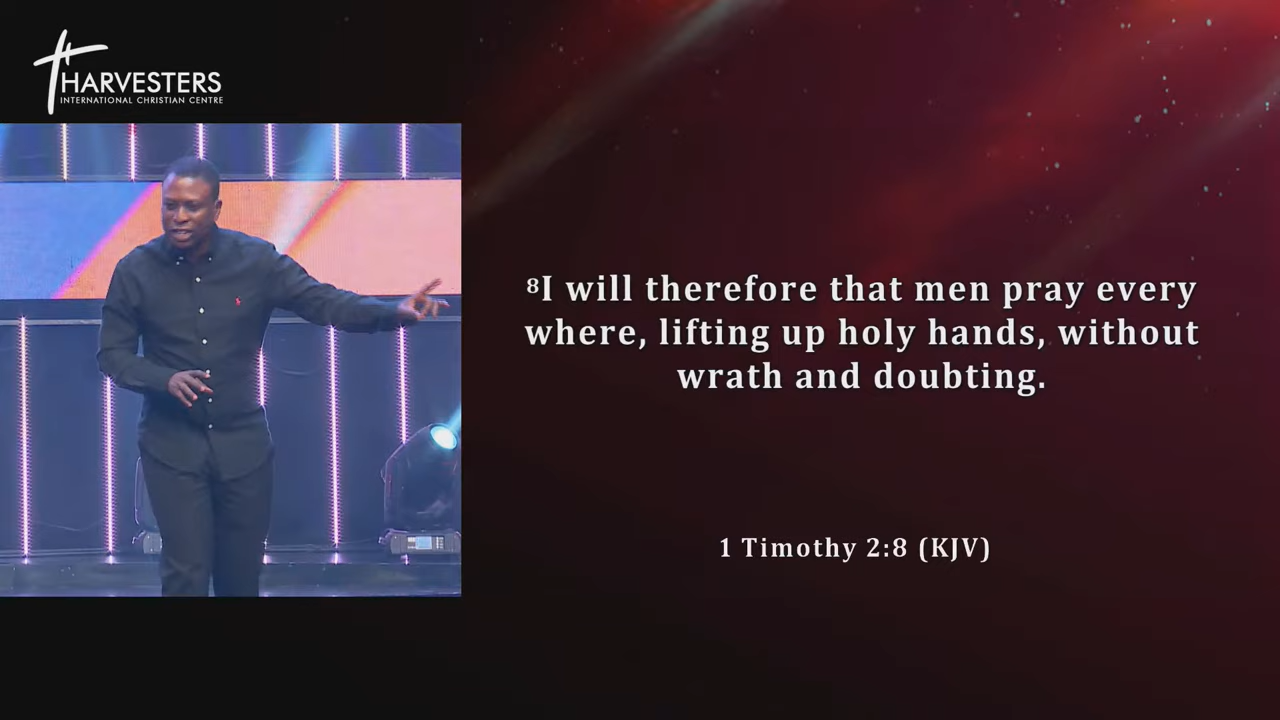 HARVESTERS
INTERNATIONAL CHRISTIAN CENTRE
⁸I will therefore that men pray every
where, lifting up holy hands, without
wrath and doubting.
1 Timothy 2:8 (KJV)